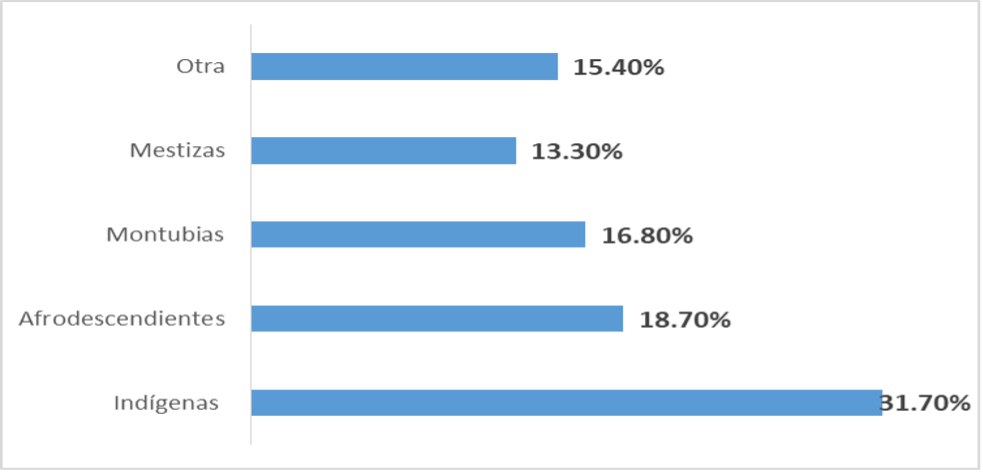 Otra 15.40%
Mestizas 13.30%
Montubias 16.80%
Afrodescendientes 18.70%
Indígenas 31.70%